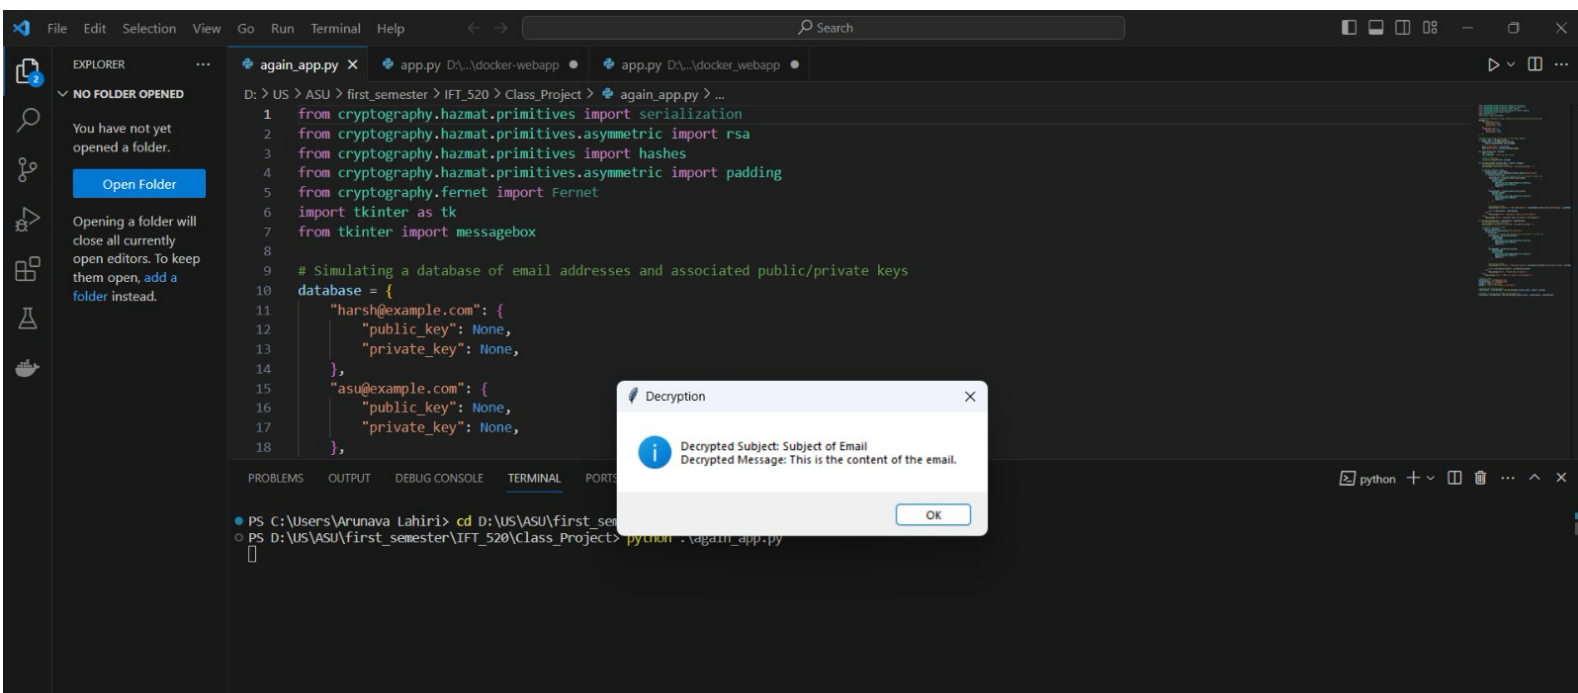 File Edit Selection View Go Run Terminal Help Search
EXPLORER ...
NO FOLDER OPENED
You have not yet
opened a folder.
Open Folder
Opening a folder will
close all currently
open editors. To keep
them open, add a
folder instead.
2
again_app.py app.py D:\...\docker-webapp app.py D:\...\docker_webapp
D: > US > ASU > first_semester > IFT_520 > Class_Project > again_app.py > ...
1 from cryptography.hazmat.primitives import serialization
2 from cryptography.hazmat.primitives.asymmetric import rsa
3 from cryptography.hazmat.primitives import hashes
4 from cryptography.hazmat.primitives.asymmetric import padding
5 from cryptography.fernet import Fernet
6 import tkinter as tk
7 from tkinter import messagebox
8
9 # Simulating a database of email addresses and associated public/private keys
10 database = {
11 "harsh@example.com": {
12 "public_key": None,
13 "private_key": None,
14 },
15 "asu@example.com": {
16 "public_key": None,
17 "private_key": None,
18 },
Decryption
Decrypted Subject: Subject of Email
Decrypted Message: This is the content of the email.
OK
PROBLEMS OUTPUT DEBUG CONSOLE TERMINAL PORTS python
PS C:\Users\Arunava Lahiri> cd D:\US\ASU\first_sem
PS D:\US\ASU\first_semester\IFT_520\Class_Project> python .\again_app.py